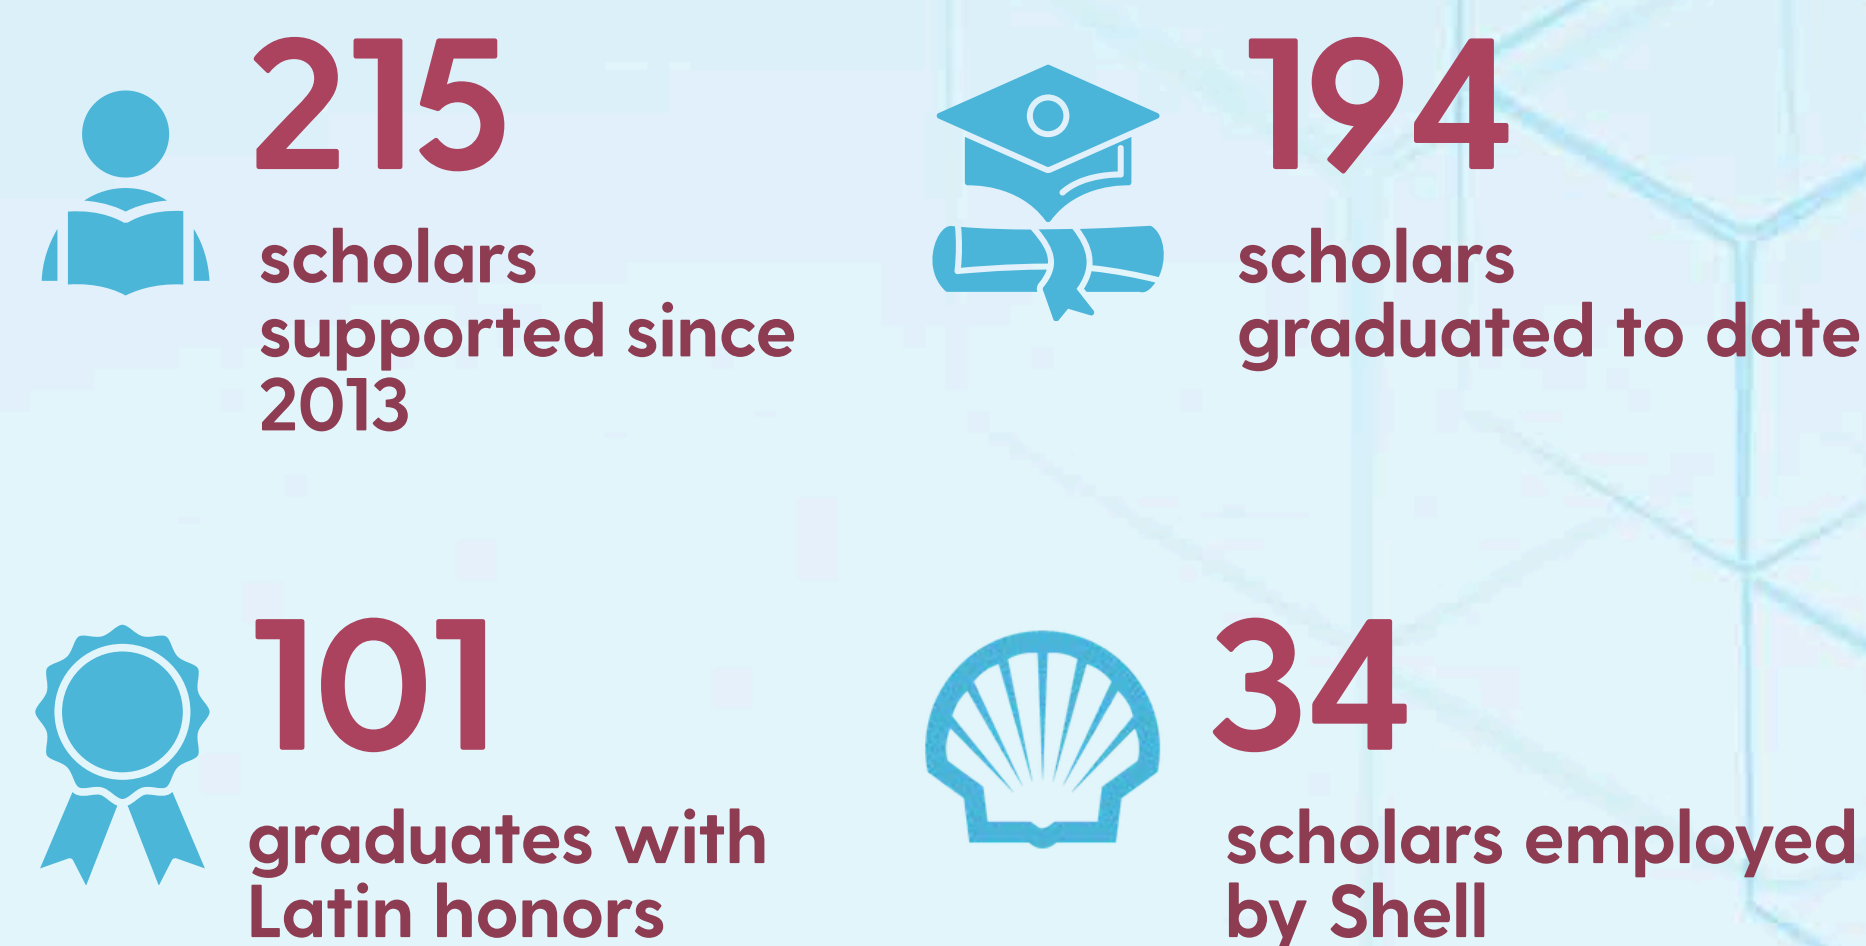 215
scholars
supported since
2013
194
scholars
graduated to date
101
graduates with
Latin honors
34
scholars employed
by Shell